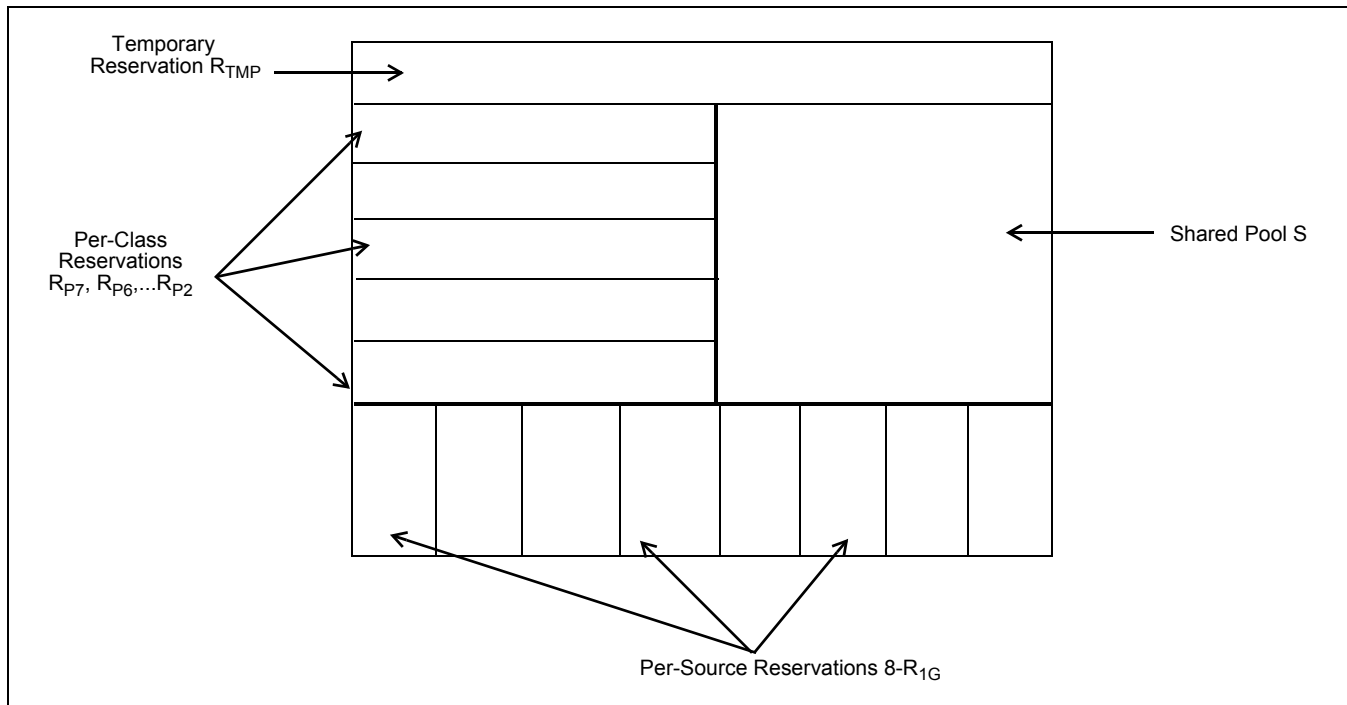 Temporary
Reservation R_TMP
Per-Class
Reservations
R_P7, R_P6,...R_P2
Shared Pool S
Per-Source Reservations 8-R_1G